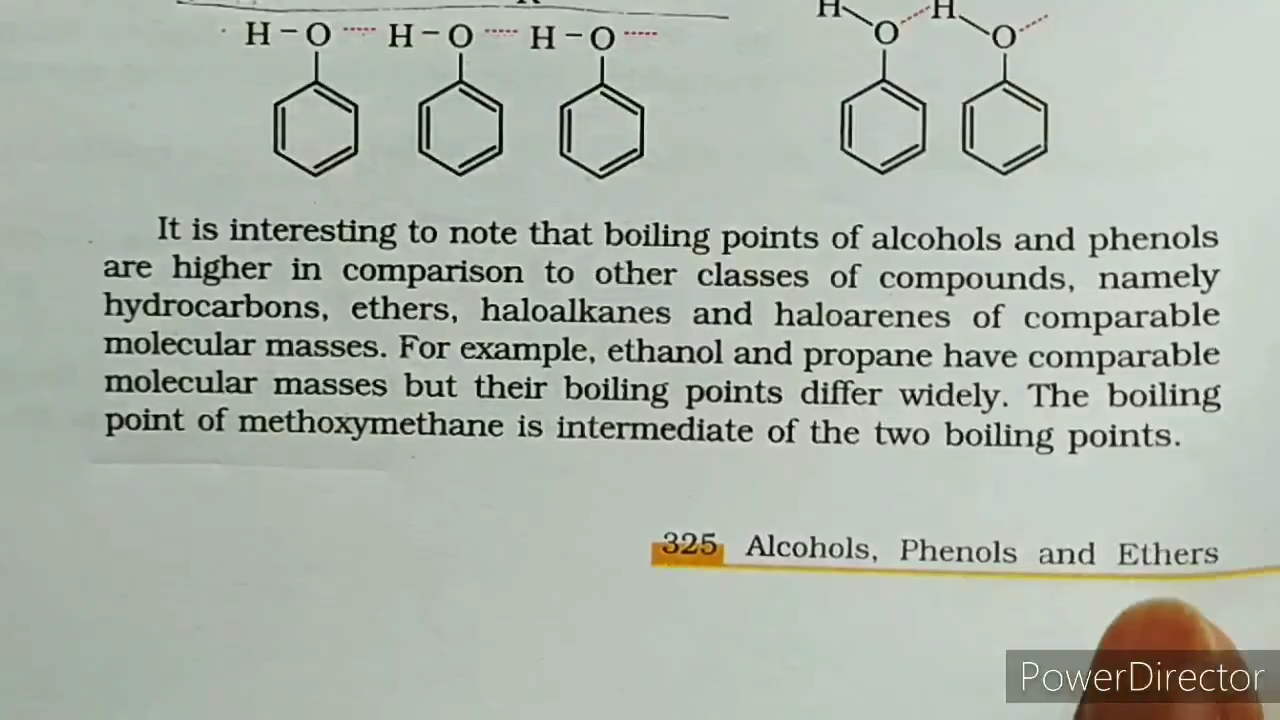 H – O ····· H – O ····· H – O ·····
H O H O
It is interesting to note that boiling points of alcohols and phenols
are higher in comparison to other classes of compounds, namely
hydrocarbons, ethers, haloalkanes and haloarenes of comparable
molecular masses. For example, ethanol and propane have comparable
molecular masses but their boiling points differ widely. The boiling
point of methoxymethane is intermediate of the two boiling points.
325 Alcohols, Phenols and Ethers
PowerDirector